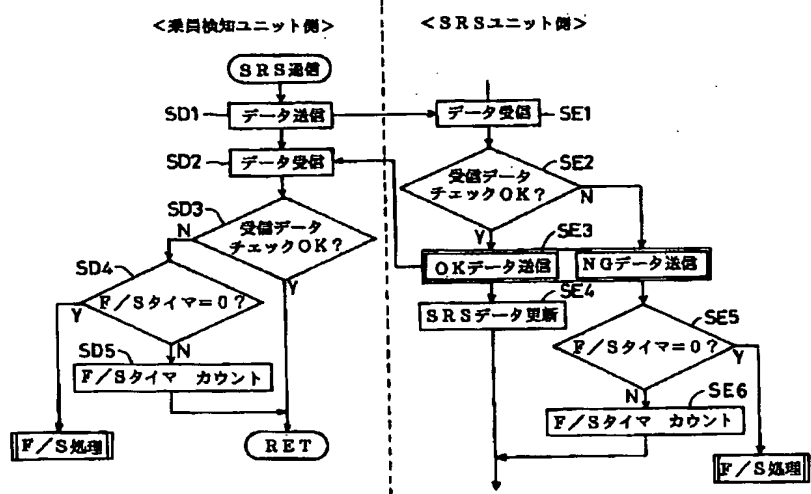 ＜乗員検知ユニット側＞
SRS通信
SD1
データ送信
SD2
データ受信
SD3
受信データ
チェックOK？
N
Y
SD4
F／Sタイマ＝0？
Y
N
SD5
F／Sタイマ カウント
F／S処理
RET
＜SRSユニット側＞
データ受信
SE1
SE2
受信データ
チェックOK？
N
Y
SE3
OKデータ送信
NGデータ送信
SE4
SRSデータ更新
SE5
F／Sタイマ＝0？
Y
N
SE6
F／Sタイマ カウント
F／S処理